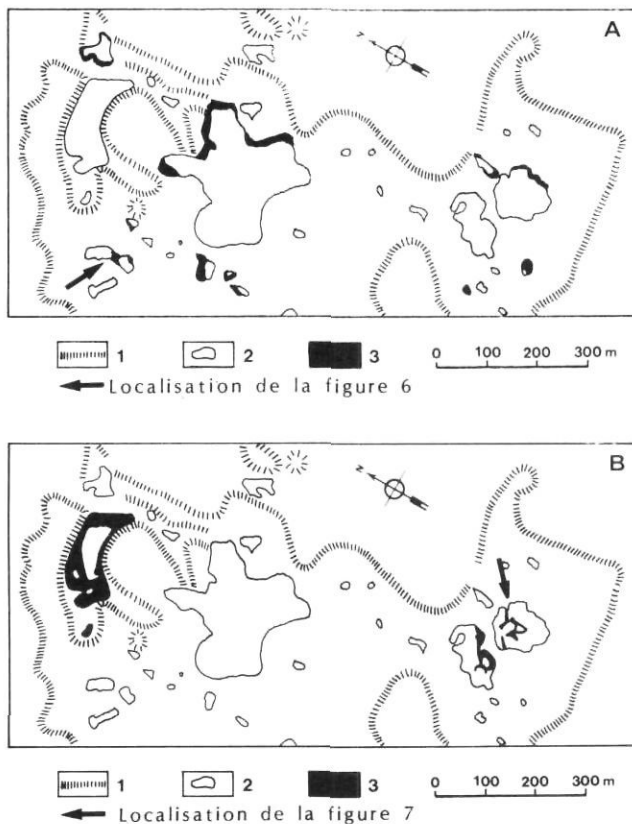 A
N
1 2 3 0 100 200 300 m
Localisation de la figure 6
B
N
1 2 3 0 100 200 300 m
Localisation de la figure 7